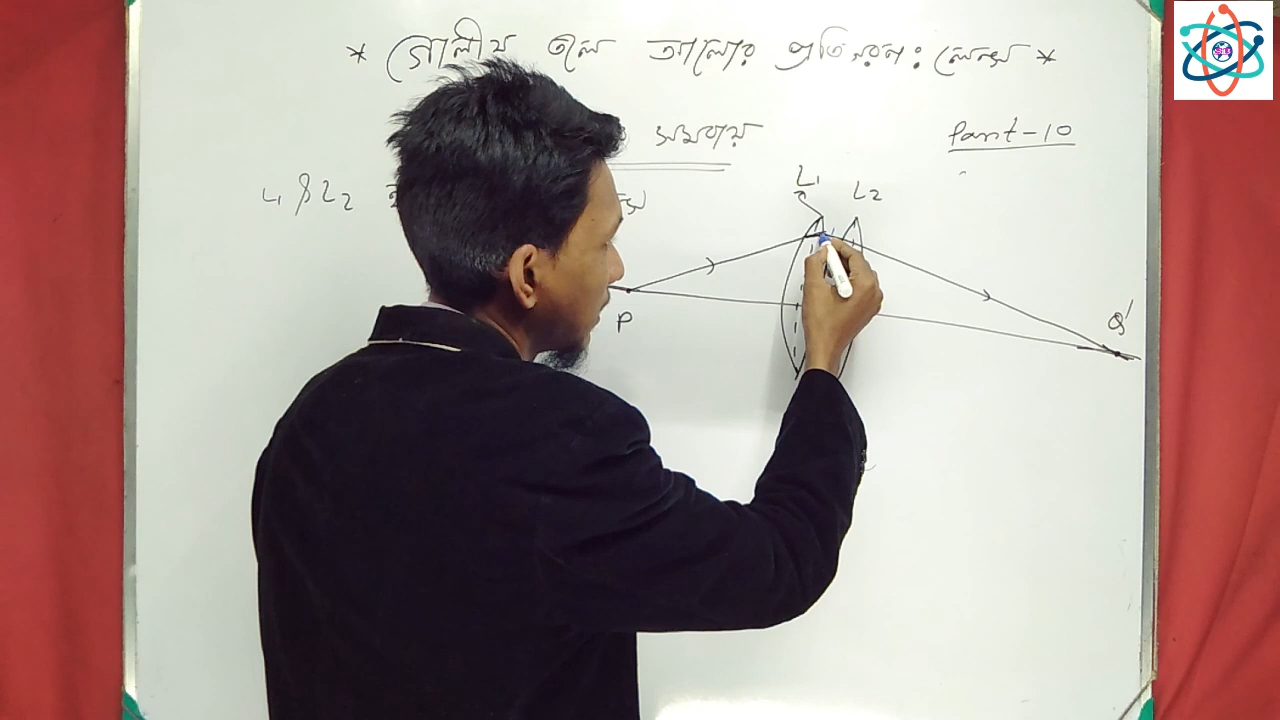 * গোলীয় তলে আলোর প্রতিসরণ : লেন্স *
সমবায় Part-10
L₁ ও L₂
L₁ L₂
P Q'